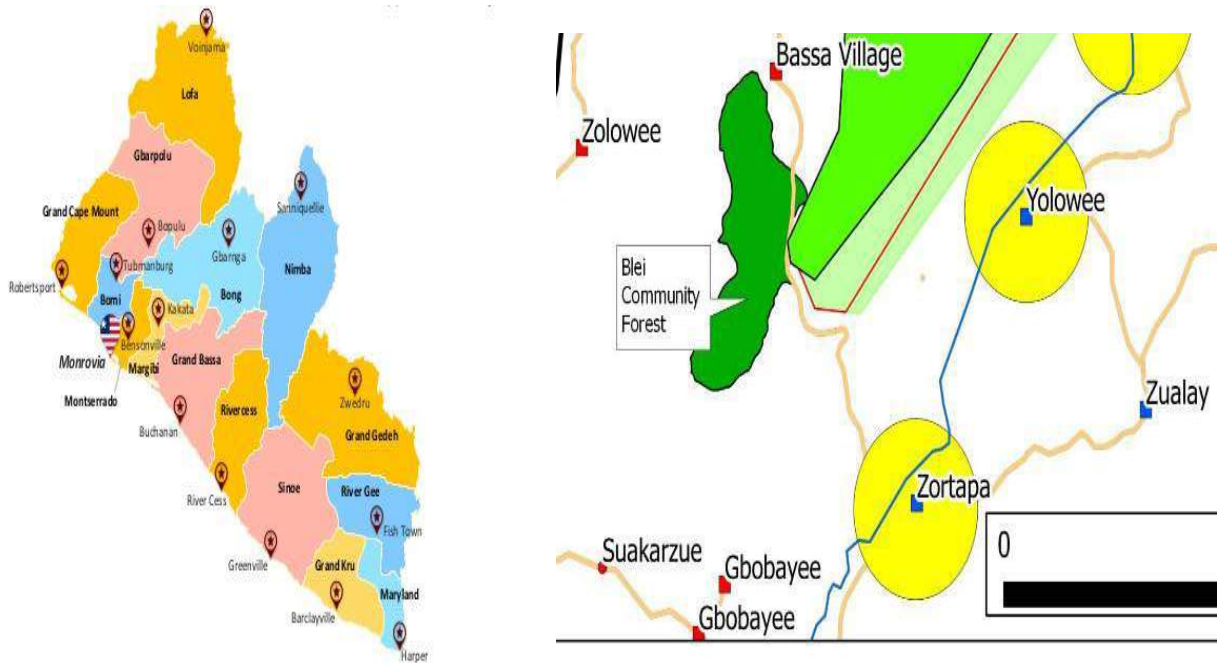 Voinjama
Lofa
Gbarpolu
Grand Cape Mount
Sanniquellie
Bopulu
Gbarnga
Tubmanburg
Nimba
Robertsport
Bomi
Kakata
Bong
Bensonville
Monrovia
Margibi
Grand Bassa
Montserrado
Zwedru
Rivercess
Buchanan
Grand Gedeh
River Cess
Sinoe
River Gee
Fish Town
Greenville
Grand Kru
Maryland
Barclayville
Harper
Bassa Village
Zolowee
Yolowee
Blei
Community
Forest
Zualay
Zortapa
0
Suakarzue
Gbobayee
Gbobayee